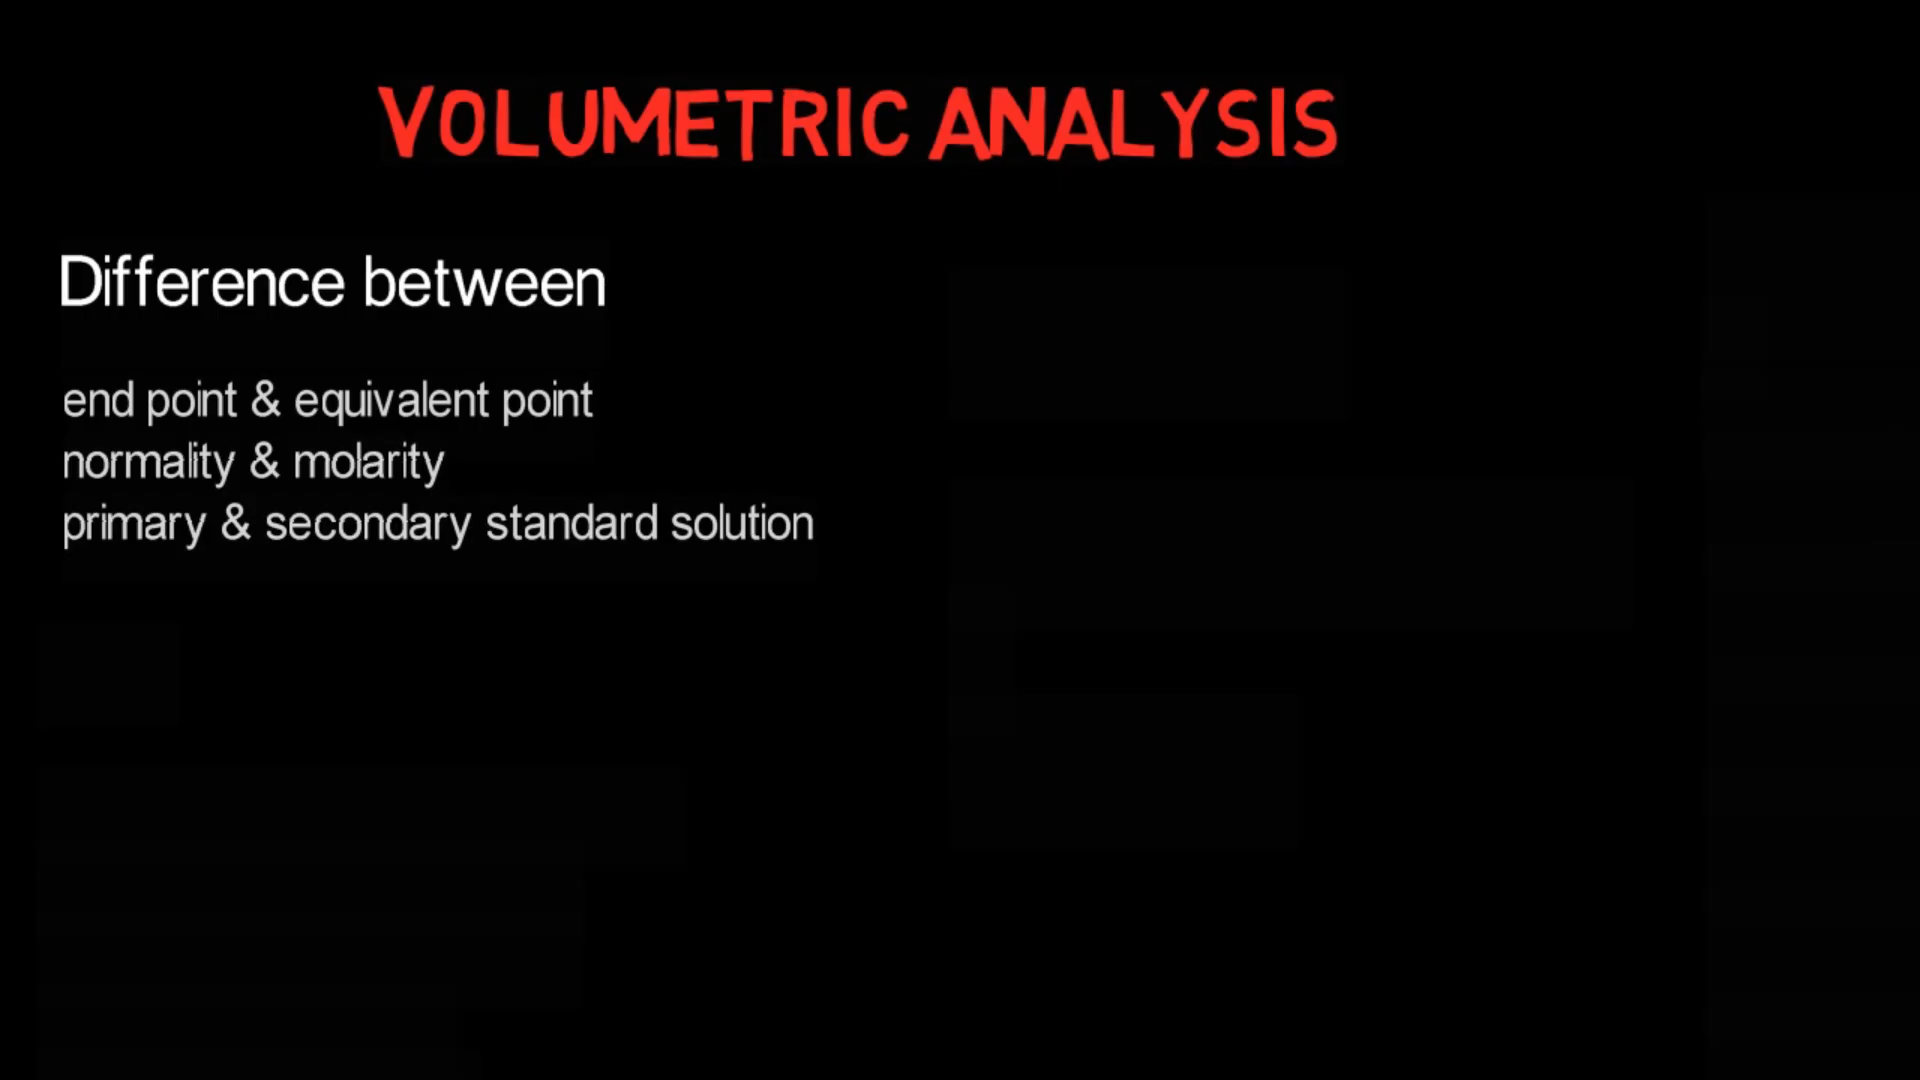 VOLUMETRIC ANALYSIS
Difference between
end point & equivalent point
normality & molarity
primary & secondary standard solution